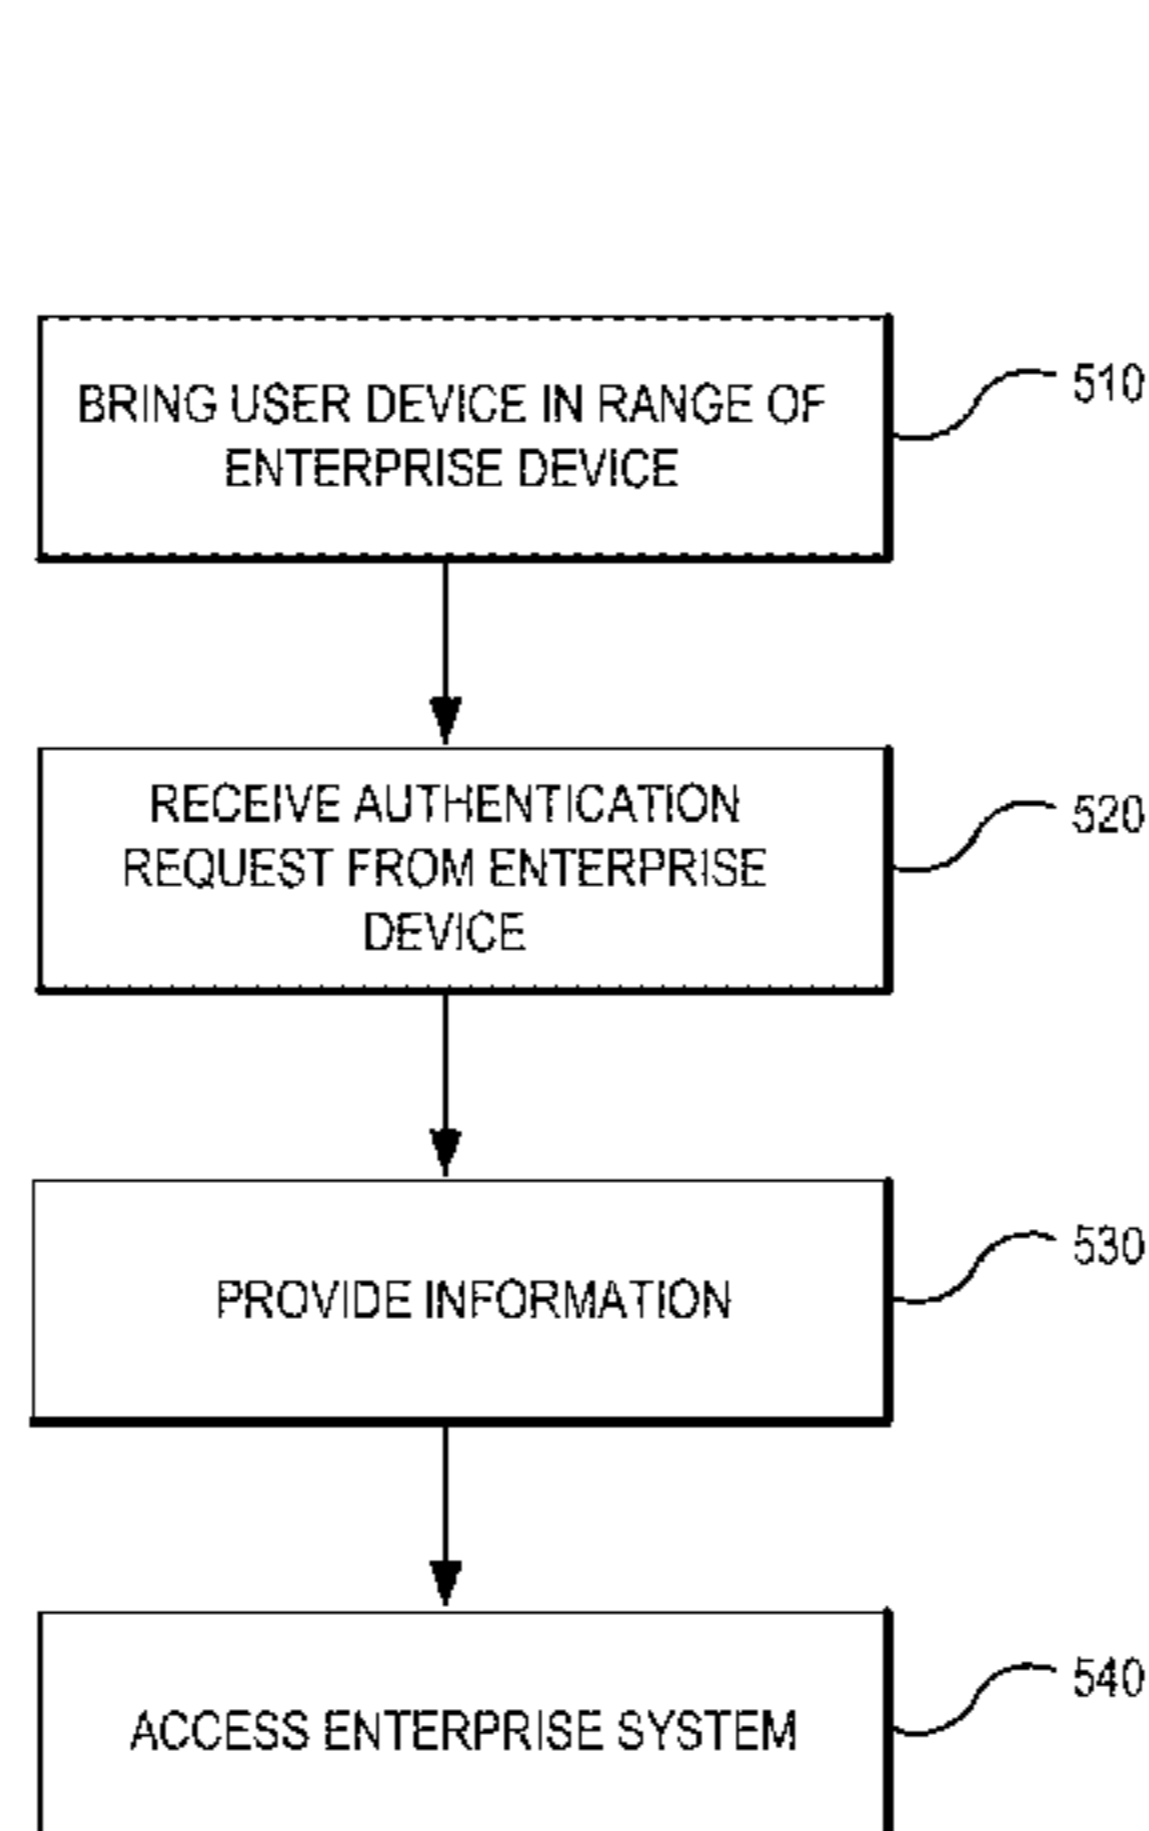 BRING USER DEVICE IN RANGE OF
ENTERPRISE DEVICE
510
RECEIVE AUTHENTICATION
REQUEST FROM ENTERPRISE
DEVICE
520
PROVIDE INFORMATION
530
ACCESS ENTERPRISE SYSTEM
540